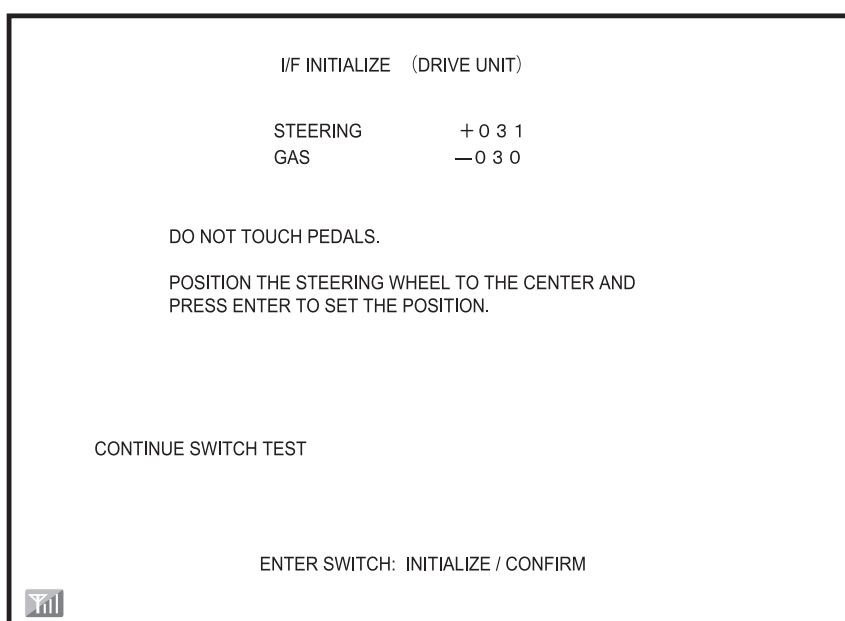 I/F INITIALIZE （DRIVE UNIT）
STEERING ＋０３１
GAS —０３０
DO NOT TOUCH PEDALS.
POSITION THE STEERING WHEEL TO THE CENTER AND
PRESS ENTER TO SET THE POSITION.
CONTINUE SWITCH TEST
ENTER SWITCH: INITIALIZE / CONFIRM